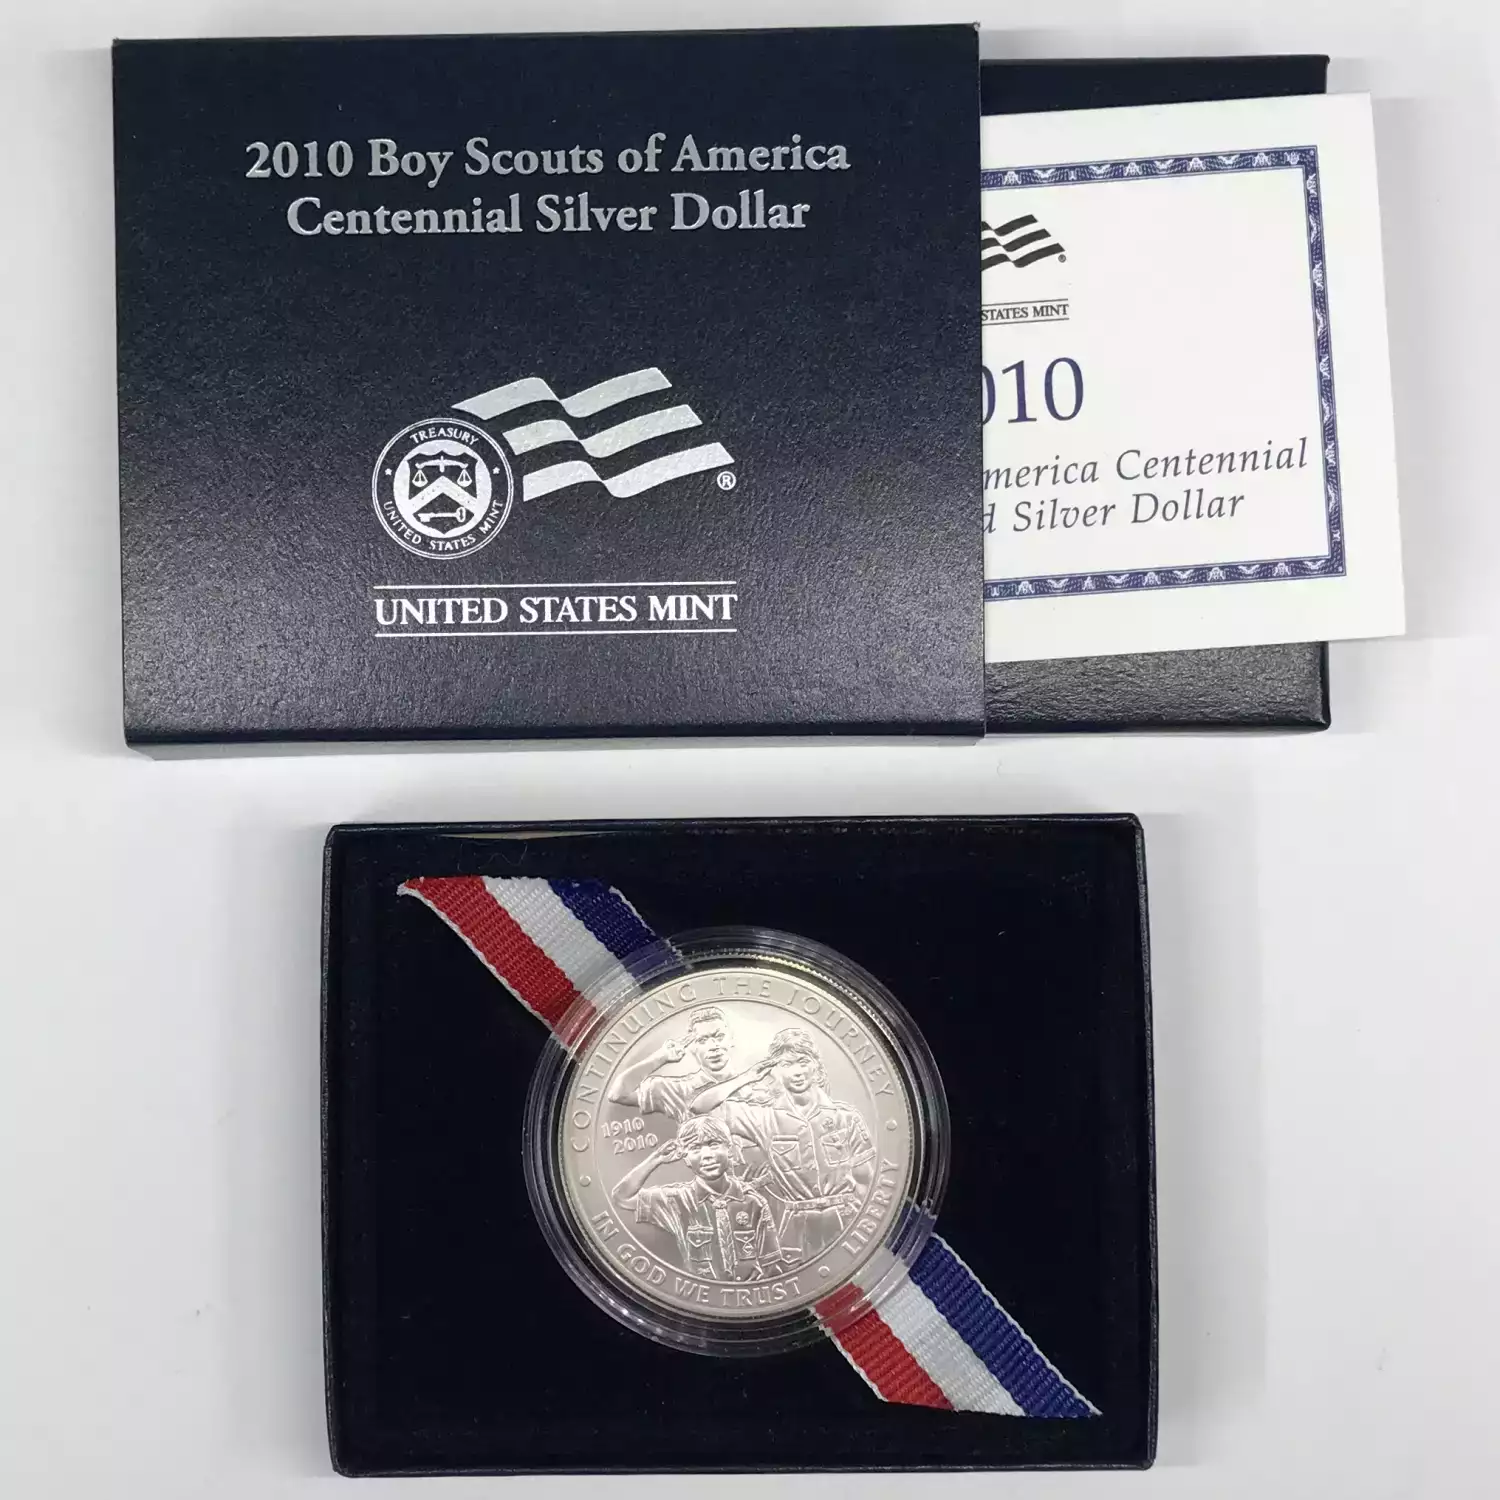 2010 Boy Scouts of America
Centennial Silver Dollar
TREASURY
UNITED STATES MINT
®
UNITED STATES MINT
®
STATES MINT
010
merica Centennial
d Silver Dollar
CONTINUING THE JOURNEY
1910
2010
IN GOD WE TRUST
LIBERTY